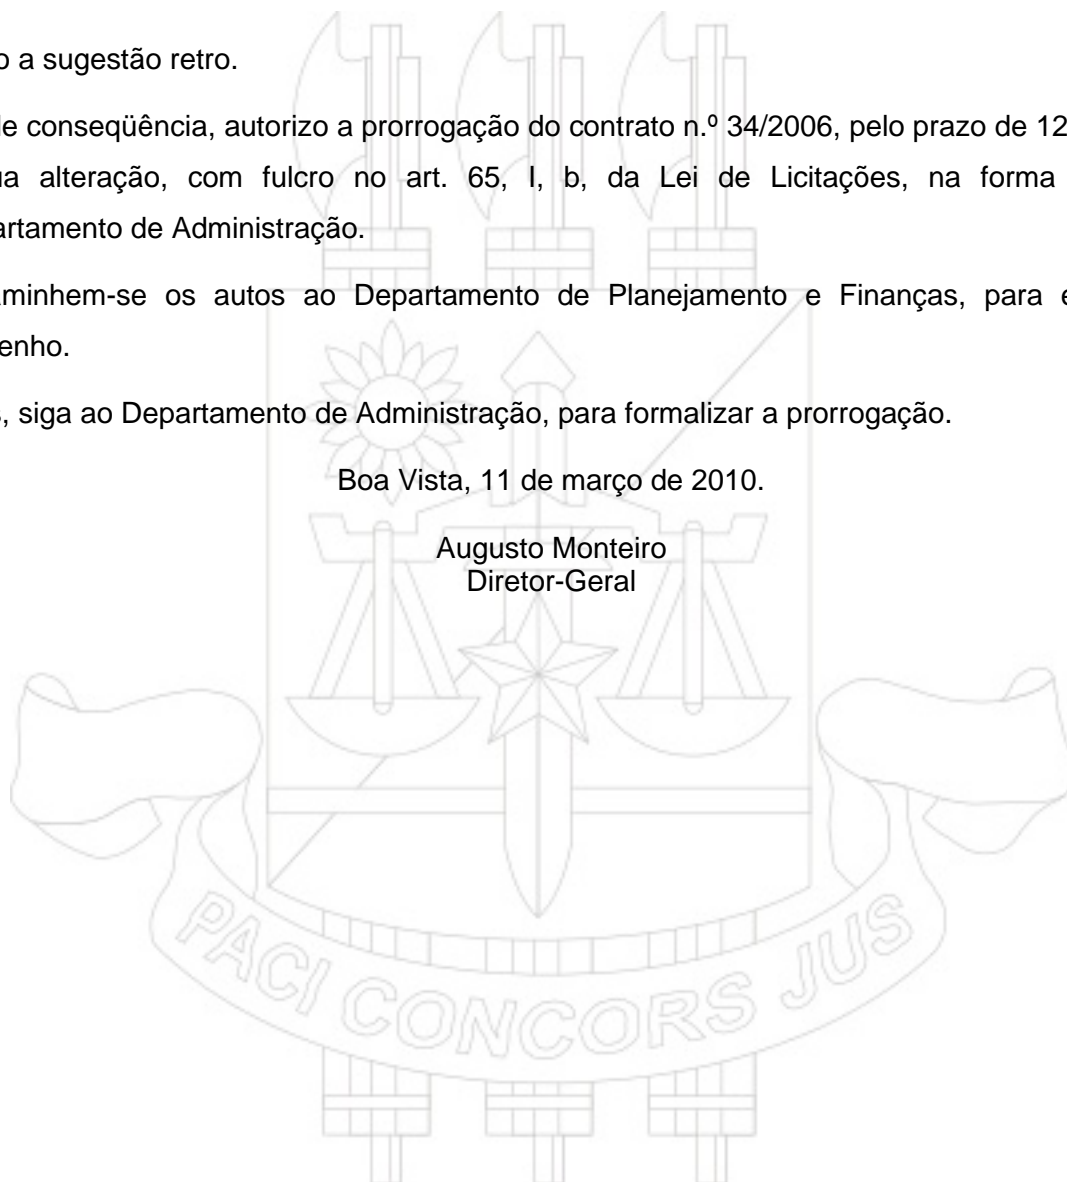 o a sugestão retro.
de conseqüência, autorizo a prorrogação do contrato n.º 34/2006, pelo prazo de 12
ua alteração, com fulcro no art. 65, I, b, da Lei de Licitações, na forma
artamento de Administração.
aminhem-se os autos ao Departamento de Planejamento e Finanças, para e
enho.
s, siga ao Departamento de Administração, para formalizar a prorrogação.
Boa Vista, 11 de março de 2010.
Augusto Monteiro
Diretor-Geral
PACI CONCORS JUS